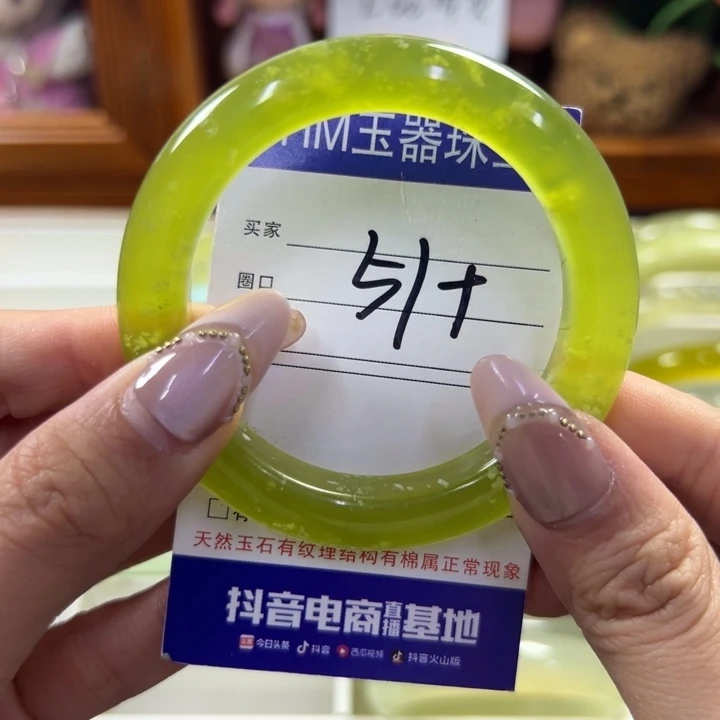 IM玉器珠
买家
圈口
51+
天然玉石有纹理结构有棉属正常现象
抖音电商直播基地
今日头条 抖音 西瓜视频 抖音火山版